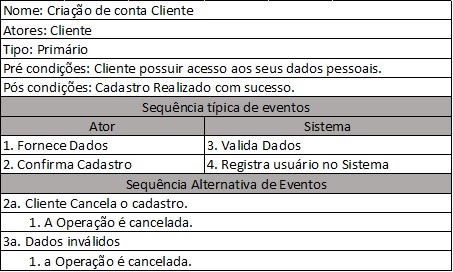 Nome: Criação de conta Cliente
Atores: Cliente
Tipo: Primário
Pré condições: Cliente possuir acesso aos seus dados pessoais.
Pós condições: Cadastro Realizado com sucesso.
Sequência típica de eventos
Ator Sistema
1. Fornece Dados 3. Valida Dados
2. Confirma Cadastro 4. Registra usuário no Sistema
Sequência Alternativa de Eventos
2a. Cliente Cancela o cadastro.
1. A Operação é cancelada.
3a. Dados inválidos
1. a Operação é cancelada.